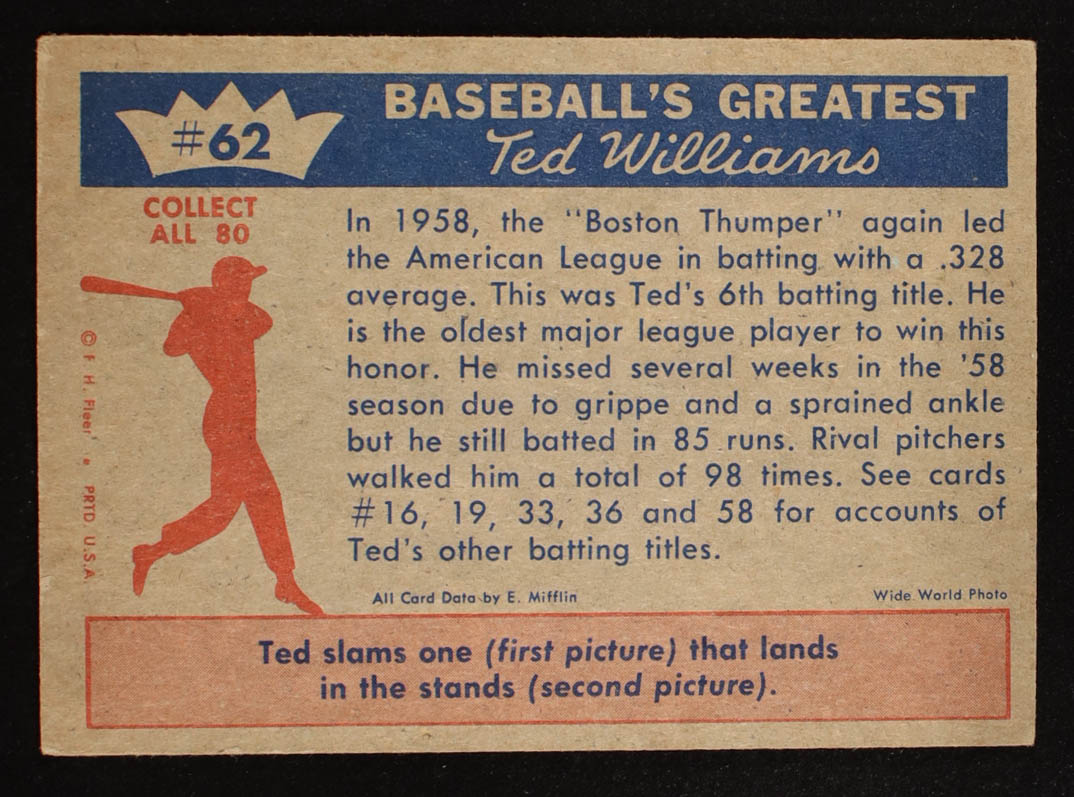 #62
BASEBALL'S GREATEST
Ted Williams
COLLECT
ALL 80
In 1958, the "Boston Thumper" again led
the American League in batting with a .328
average. This was Ted's 6th batting title. He
is the oldest major league player to win this
honor. He missed several weeks in the '58
season due to grippe and a sprained ankle
but he still batted in 85 runs. Rival pitchers
walked him a total of 98 times. See cards
#16, 19, 33, 36 and 58 for accounts of
Ted's other batting titles.
© F. H. Fleer • PRTD. U.S.A.
All Card Data by E. Mifflin
Wide World Photo
Ted slams one (first picture) that lands
in the stands (second picture).